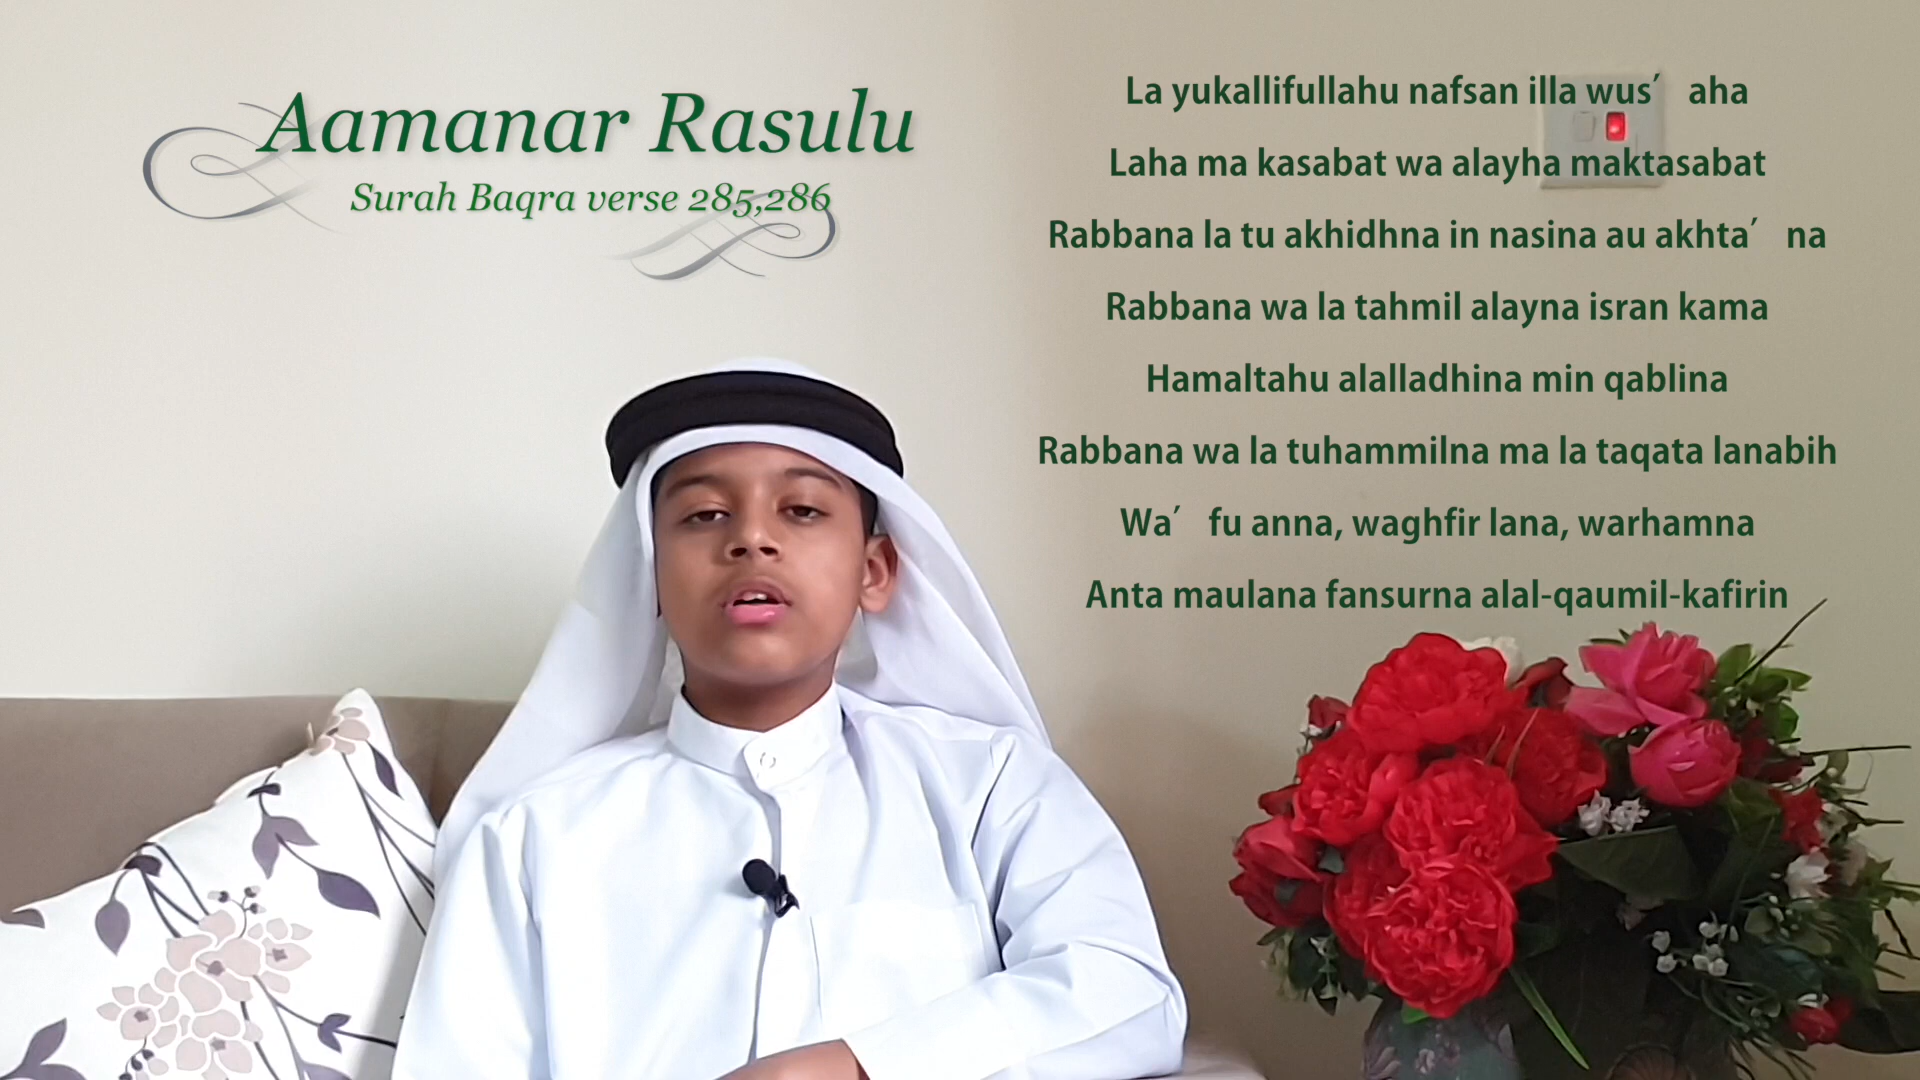 Aamanar Rasulu
Surah Baqra verse 285,286
La yukallifullahu nafsan illa wus′ aha
Laha ma kasabat wa alayha maktasabat
Rabbana la tu akhidhna in nasina au akhta′ na
Rabbana wa la tahmil alayna isran kama
Hamaltahu alalladhina min qablina
Rabbana wa la tuhammilna ma la taqata lanabih
Wa′ fu anna, waghfir lana, warhamna
Anta maulana fansurna alal-qaumil-kafirin